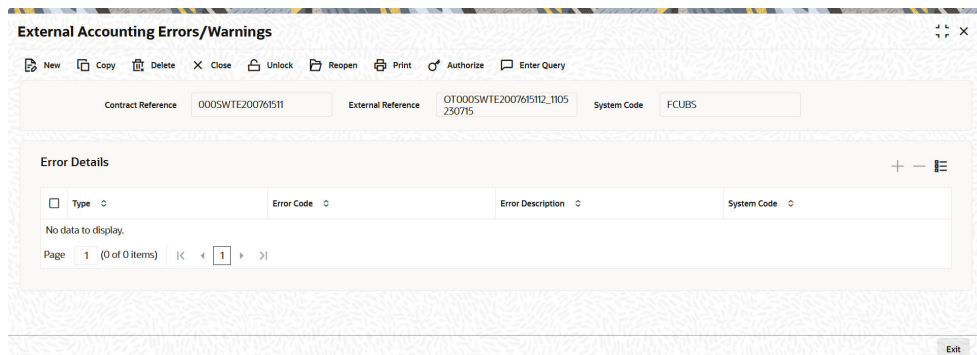 External Accounting Errors/Warnings
New Copy Delete Close Unlock Reopen Print Authorize Enter Query
Contract Reference 000SWTE200761511 External Reference OT000SWTE2007615112_1105 System Code FCUBS
230715
Error Details
Type Error Code Error Description System Code
No data to display.
Page 1 (0 of 0 items) 1
Exit